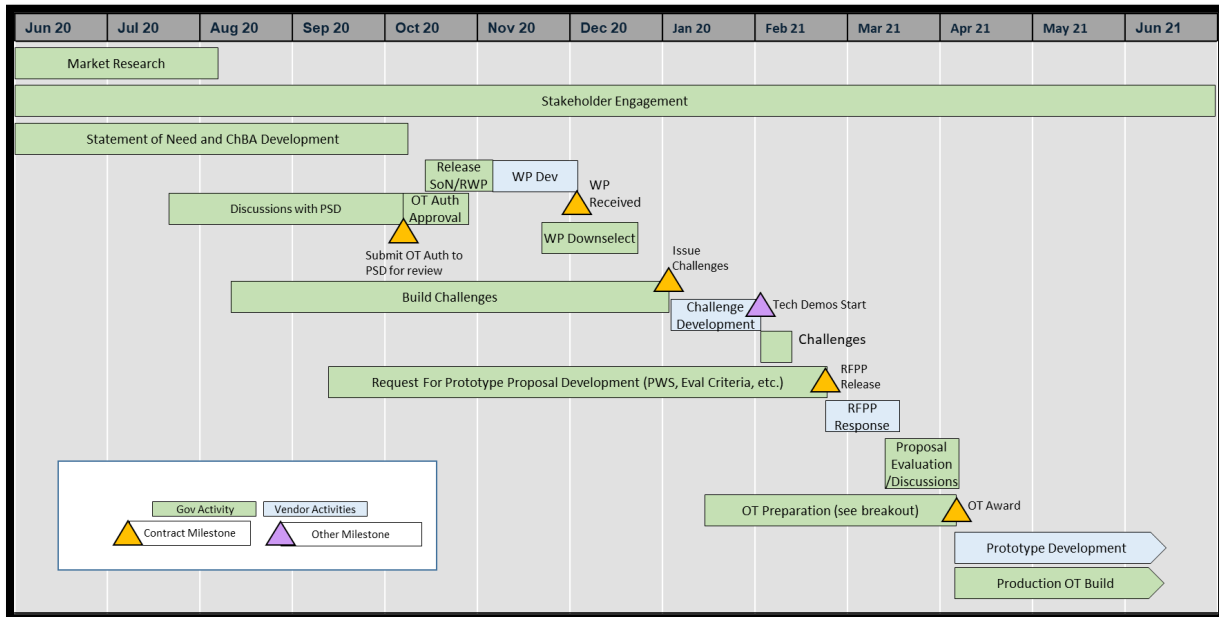 Jun 20 Jul 20 Aug 20 Sep 20 Oct 20 Nov 20 Dec 20 Jan 20 Feb 21 Mar 21 Apr 21 May 21 Jun 21
Market Research
Stakeholder Engagement
Statement of Need and ChBA Development
Release
SoN/RWP
WP Dev
WP
Received
Discussions with PSD
OT Auth
Approval
Submit OT Auth to
PSD for review
WP Downselect
Issue
Challenges
Build Challenges
Challenge
Development
Tech Demos Start
Challenges
Request For Prototype Proposal Development (PWS, Eval Criteria, etc.)
RFPP
Release
RFPP
Response
Proposal
Evaluation
/Discussions
OT Preparation (see breakout)
OT Award
Prototype Development
Production OT Build
Gov Activity
Vendor Activities
Contract Milestone
Other Milestone